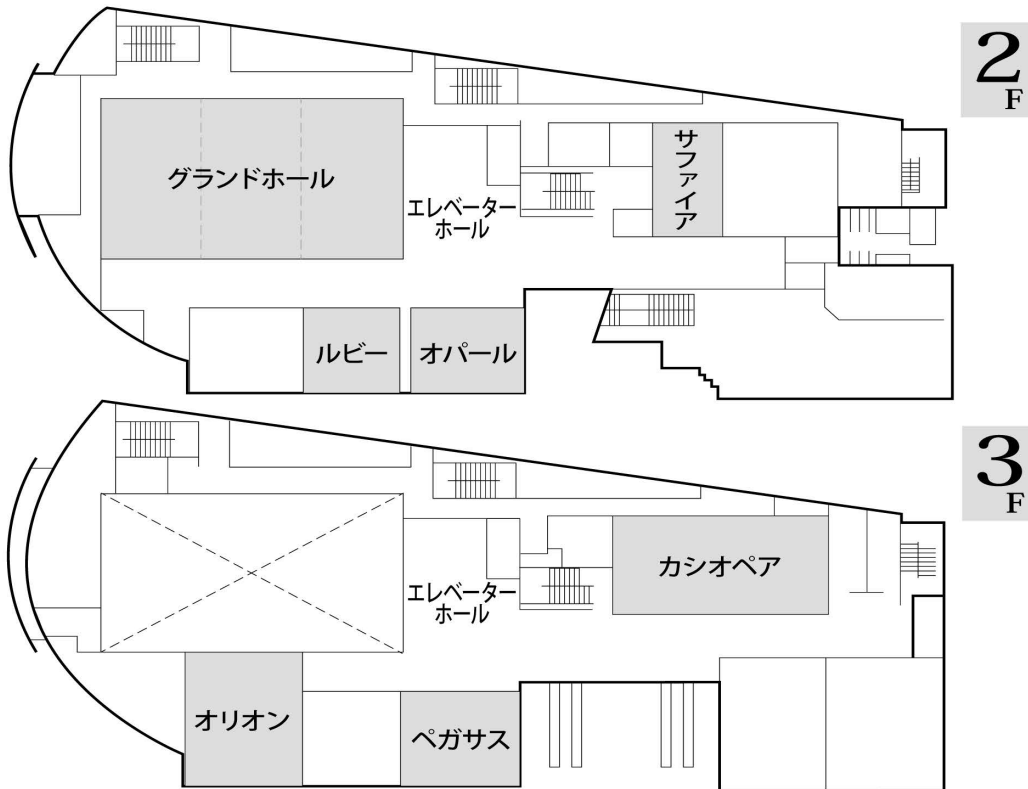 2F
サファイア
グランドホール
エレベーター
ホール
ルビー
オパール
3F
カシオペア
エレベーター
ホール
オリオン
ペガサス